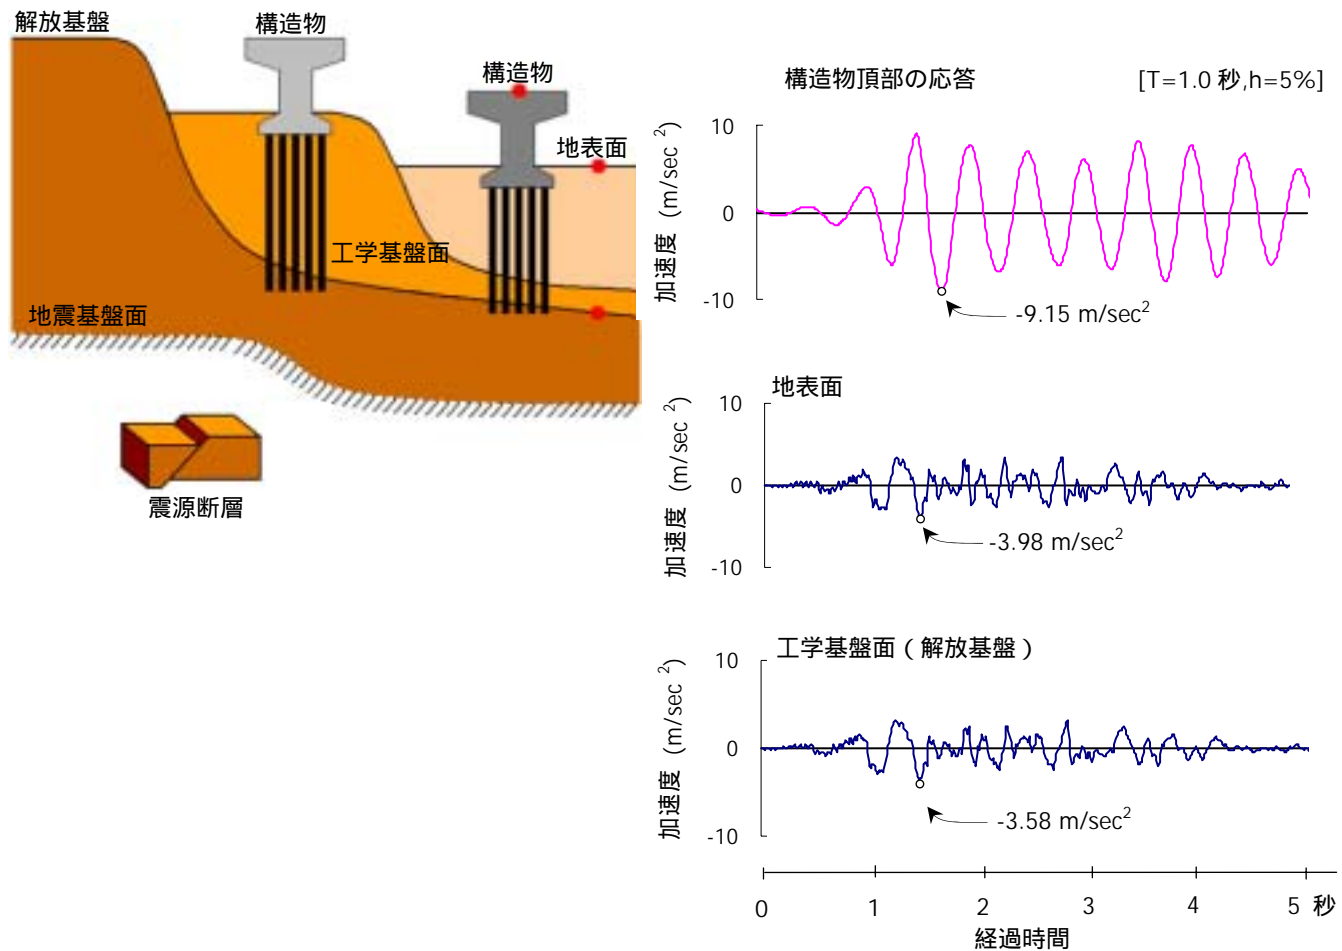 解放基盤
構造物
構造物
地表面
工学基盤面
地震基盤面
震源断層
構造物頂部の応答 [T=1.0 秒,h=5%]
加速度 (m/sec²)
10
0
-10
-9.15 m/sec²
地表面
加速度 (m/sec²)
10
0
-10
-3.98 m/sec²
工学基盤面(解放基盤)
加速度 (m/sec²)
10
0
-10
-3.58 m/sec²
0 1 2 3 4 5 秒
経過時間